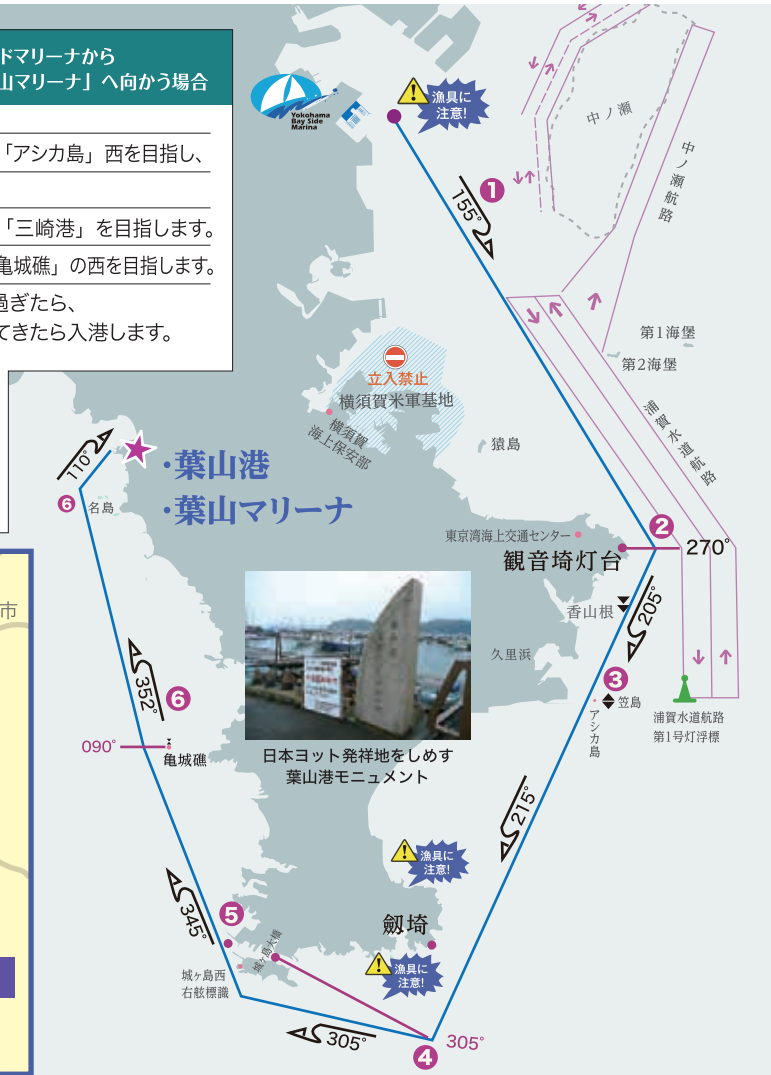 ドマリーナから
山マリーナ」へ向かう場合
「アシカ島」西を目指し、
「三崎港」を目指します。
亀城礁」の西を目指します。
過ぎたら、
てきたら入港します。
Yokohama
Bay Side
Marina
漁具に
注意!
中ノ瀬
中ノ瀬航路
1
155°
第1海堡
第2海堡
浦賀水道航路
立入禁止
横須賀米軍基地
横須賀
海上保安部
猿島
110°
・葉山港
・葉山マリーナ
6
名島
東京湾海上交通センター
観音埼灯台
2
270°
市
香山根
205°
久里浜
3
笠島
アシカ島
浦賀水道航路
第1号灯浮標
352°
6
090°
亀城礁
日本ヨット発祥地をしめす
葉山港モニュメント
215°
漁具に
注意!
345°
5
劔埼
城ヶ島大橋
城ヶ島西
右舷標識
漁具に
注意!
305°
4
305°